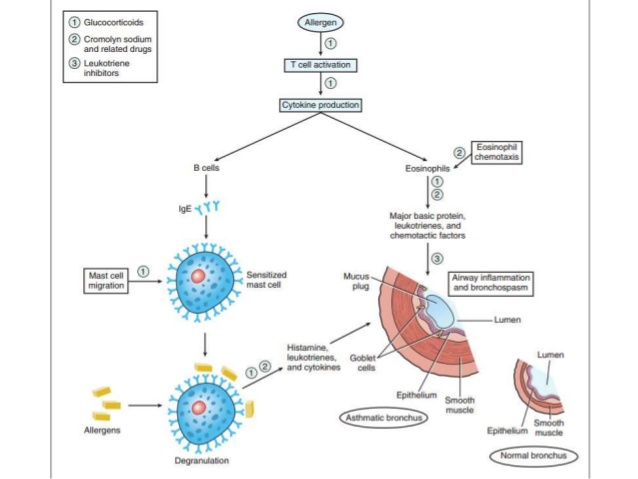 1 Glucocorticoids
2 Cromolyn sodium
and related drugs
3 Leukotriene
inhibitors
Allergen
1
T cell activation
1
Cytokine production
B cells
Eosinophils
2
Eosinophil
chemotaxis
1
2
IgE
Major basic protein,
leukotrienes, and
chemotactic factors
3
Mast cell
migration
1
Sensitized
mast cell
Mucus
plug
Airway inflammation
and bronchospasm
Lumen
Histamine,
leukotrienes,
and cytokines
1 2
Goblet
cells
Epithelium
Smooth
muscle
Asthmatic bronchus
Lumen
Epithelium
Smooth
muscle
Normal bronchus
Allergens
Degranulation